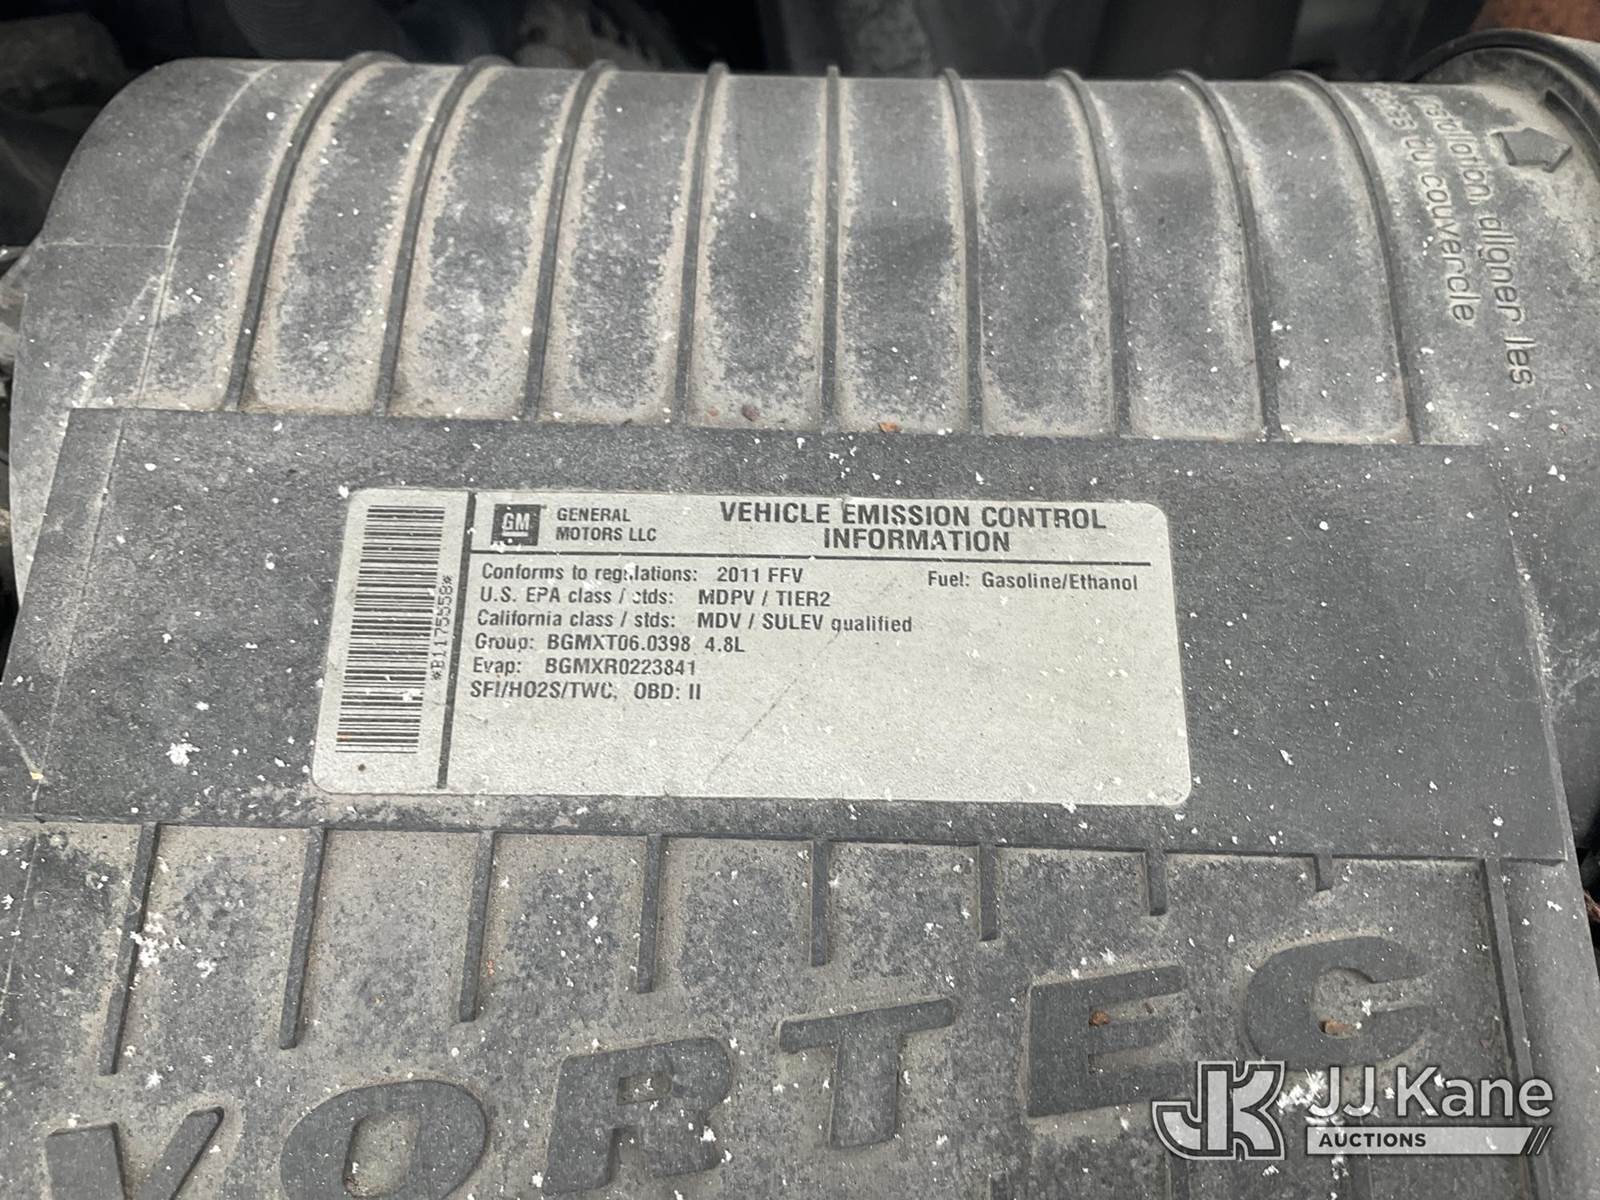 installation, alligner les
du couvercle
GM GENERAL
MOTORS LLC
VEHICLE EMISSION CONTROL
INFORMATION
Conforms to regulations: 2011 FFV
Fuel: Gasoline/Ethanol
U.S. EPA class / stds: MDPV / TIER2
California class / stds: MDV / SULEV qualified
Group: BGMXT06.0398 4.8L
Evap: BGMXR0223841
SFI/HO2S/TWC, OBD: II
*B1175558*
VORTEC
JK JJ Kane
AUCTIONS